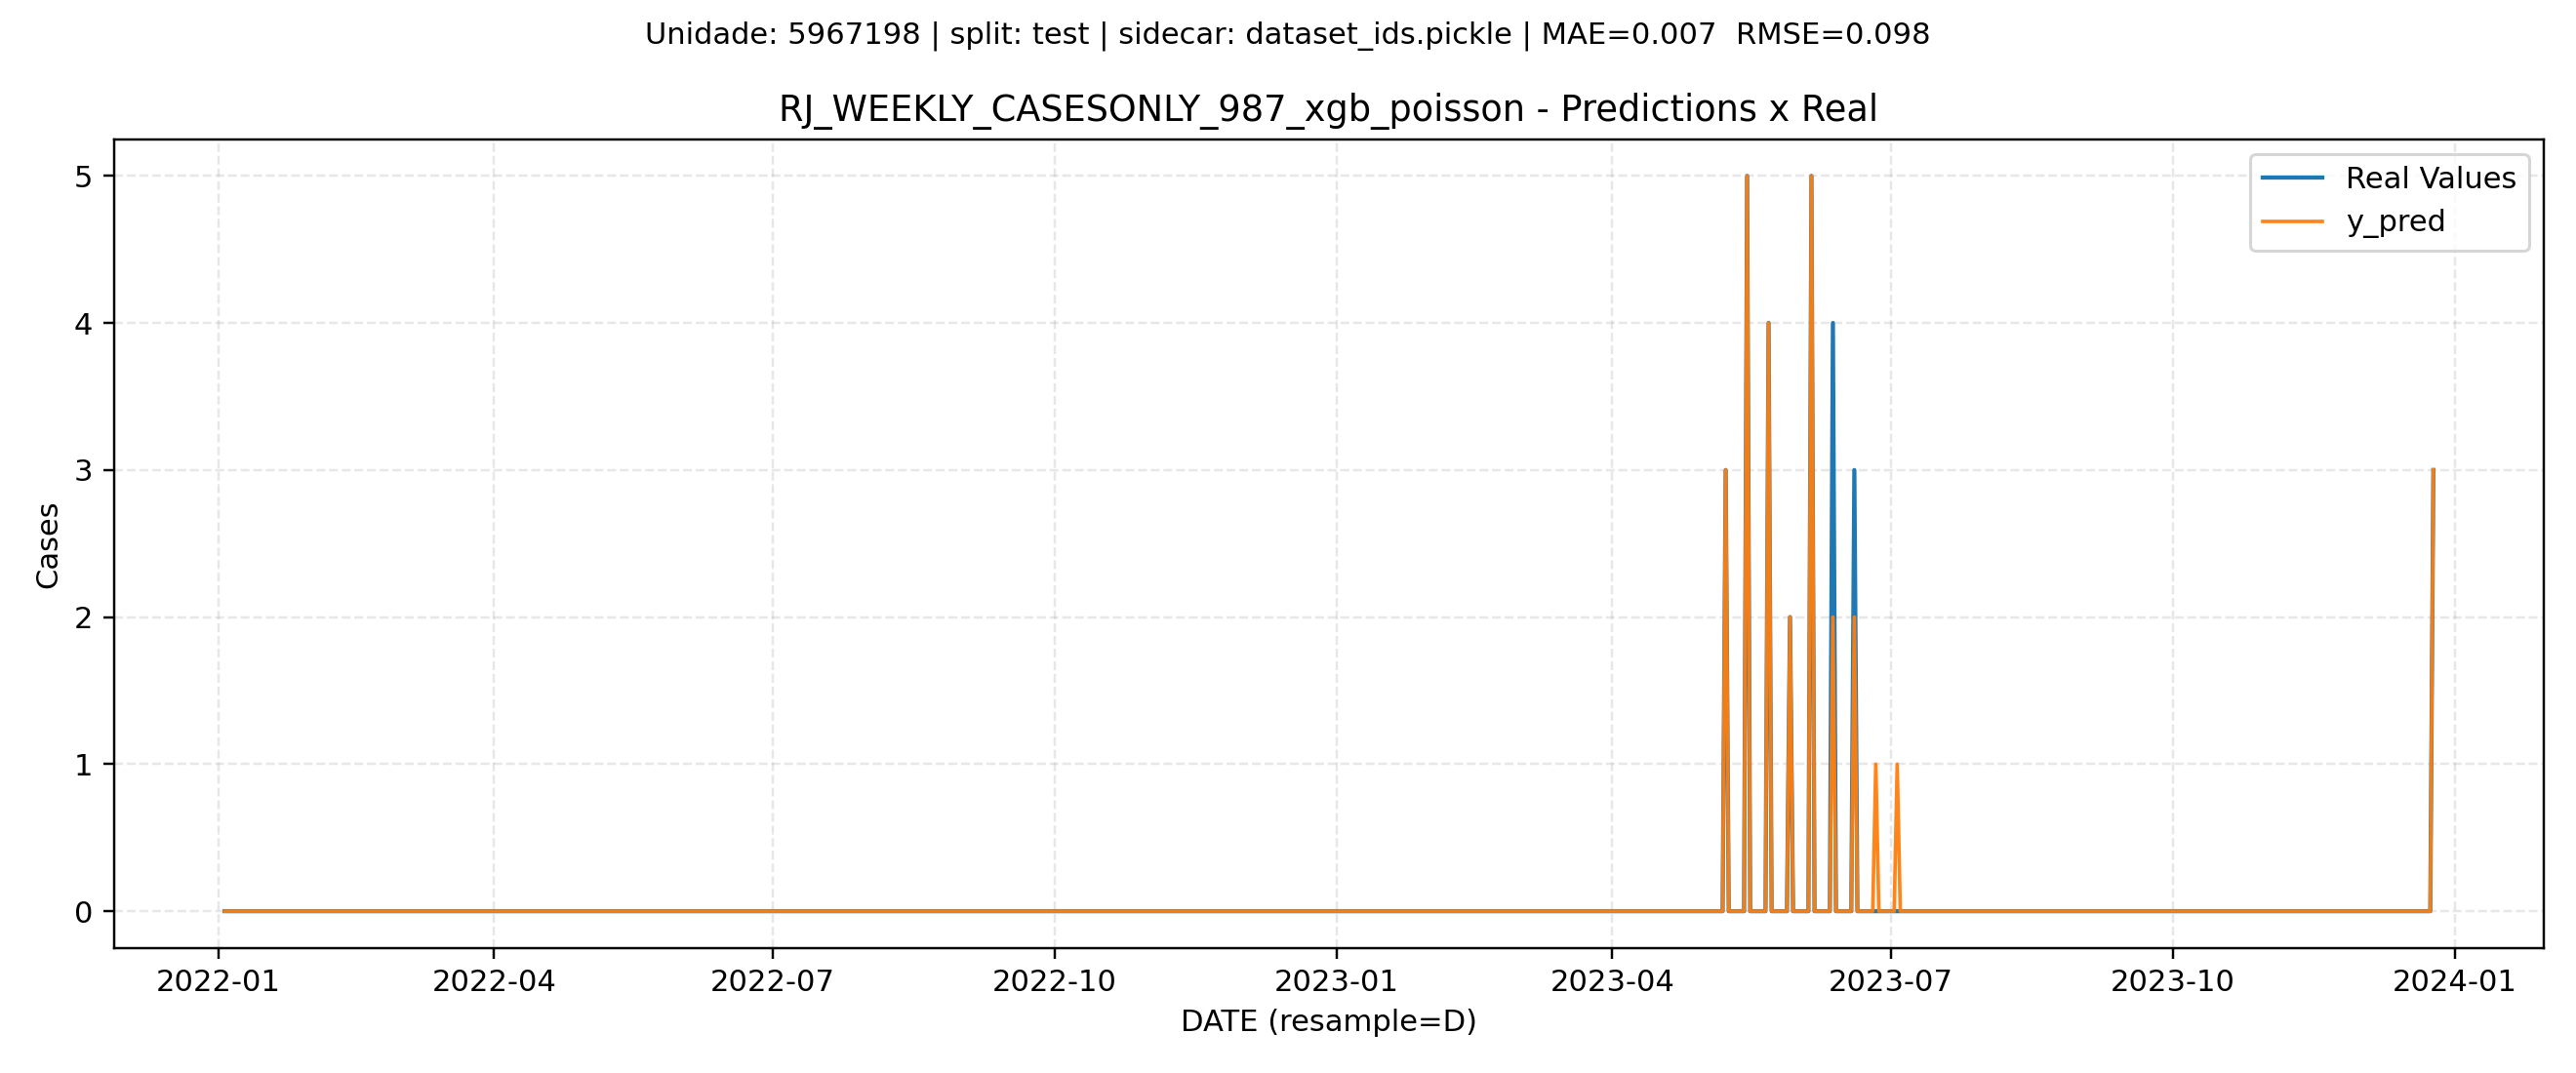 Unidade: 5967198 | split: test | sidecar: dataset_ids.pickle | MAE=0.007  RMSE=0.098
RJ_WEEKLY_CASESONLY_987_xgb_poisson - Predictions x Real
Real Values
y_pred
5
4
3
2
1
0
Cases
2022-01 2022-04 2022-07 2022-10 2023-01 2023-04 2023-07 2023-10 2024-01
DATE (resample=D)